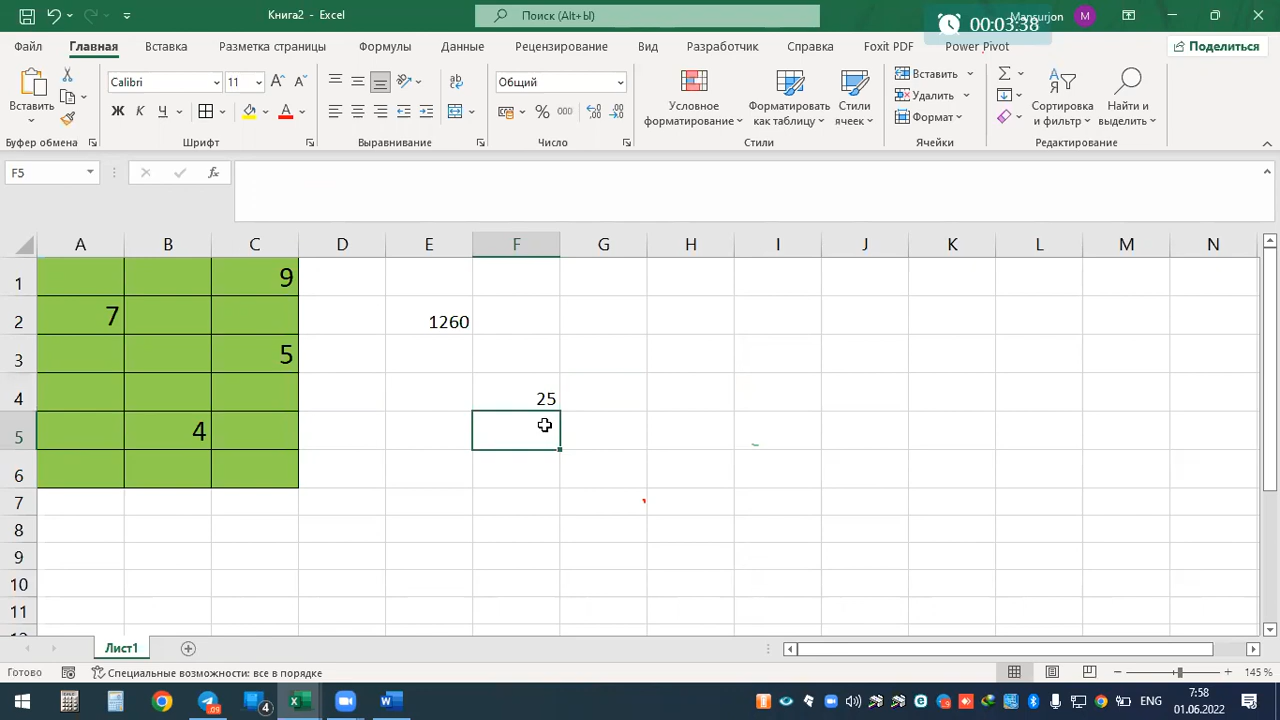 Книга2 - Excel
Поиск (Alt+Ы)
00:03:38
Mansurjon
M
Файл
Главная
Вставка
Разметка страницы
Формулы
Данные
Рецензирование
Вид
Разработчик
Справка
Foxit PDF
Power Pivot
Поделиться
Вставить
Calibri
11
Ж К Ч
Общий
Условное форматирование
Форматировать как таблицу
Стили ячеек
Вставить
Удалить
Формат
Сортировка и фильтр
Найти и выделить
Буфер обмена
Шрифт
Выравнивание
Число
Стили
Ячейки
Редактирование
F5
fx
A B C D E F G H I J K L M N
1 9
2 7 1260
3 5
4 25
5 4
6
7
8
9
10
11
Лист1
Готово
Специальные возможности: все в порядке
145 %
09
4
ENG
7:58
01.06.2022